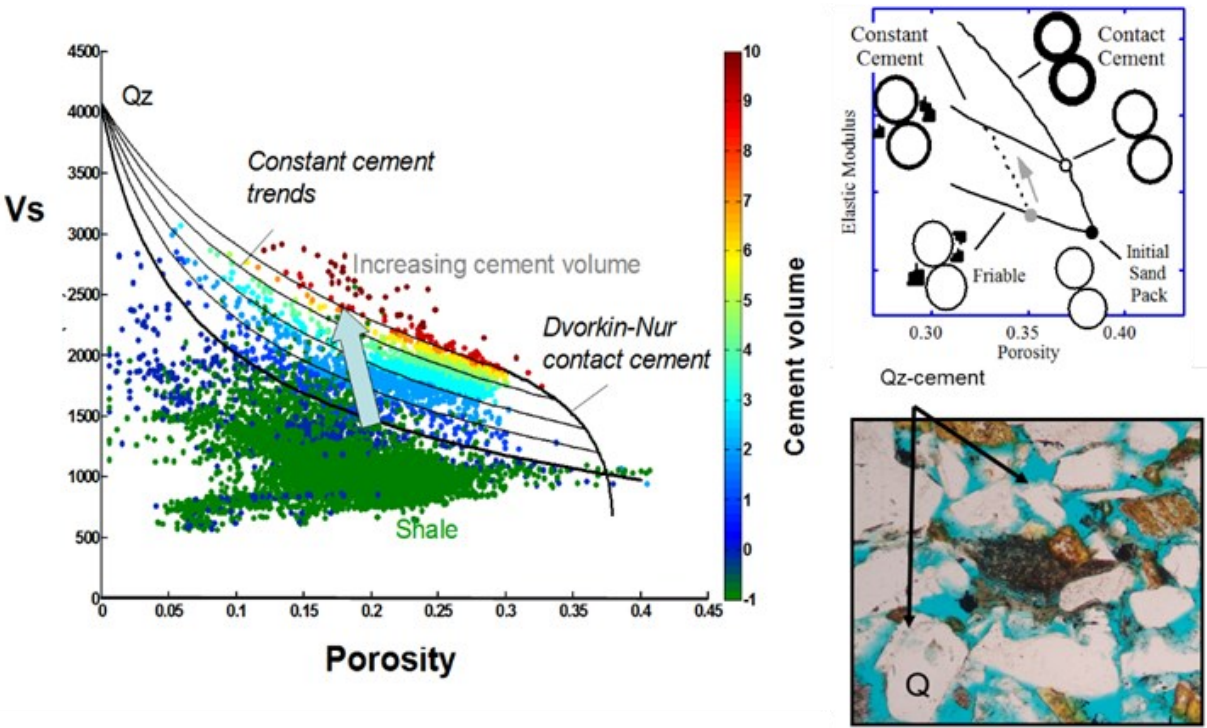 Vs
4500
4000
3500
3000
2500
2000
1500
1000
500
0
0
0.05
0.1
0.15
0.2
0.25
0.3
0.35
0.4
0.45
Porosity
Qz
Constant cement
trends
Increasing cement volume
Dvorkin-Nur
contact cement
Shale
10
9
8
7
6
5
4
3
2
1
0
-1
Cement volume
Elastic Modulus
Constant
Cement
Contact
Cement
Friable
Initial
Sand
Pack
0.30
0.35
0.40
Porosity
Qz-cement
Q